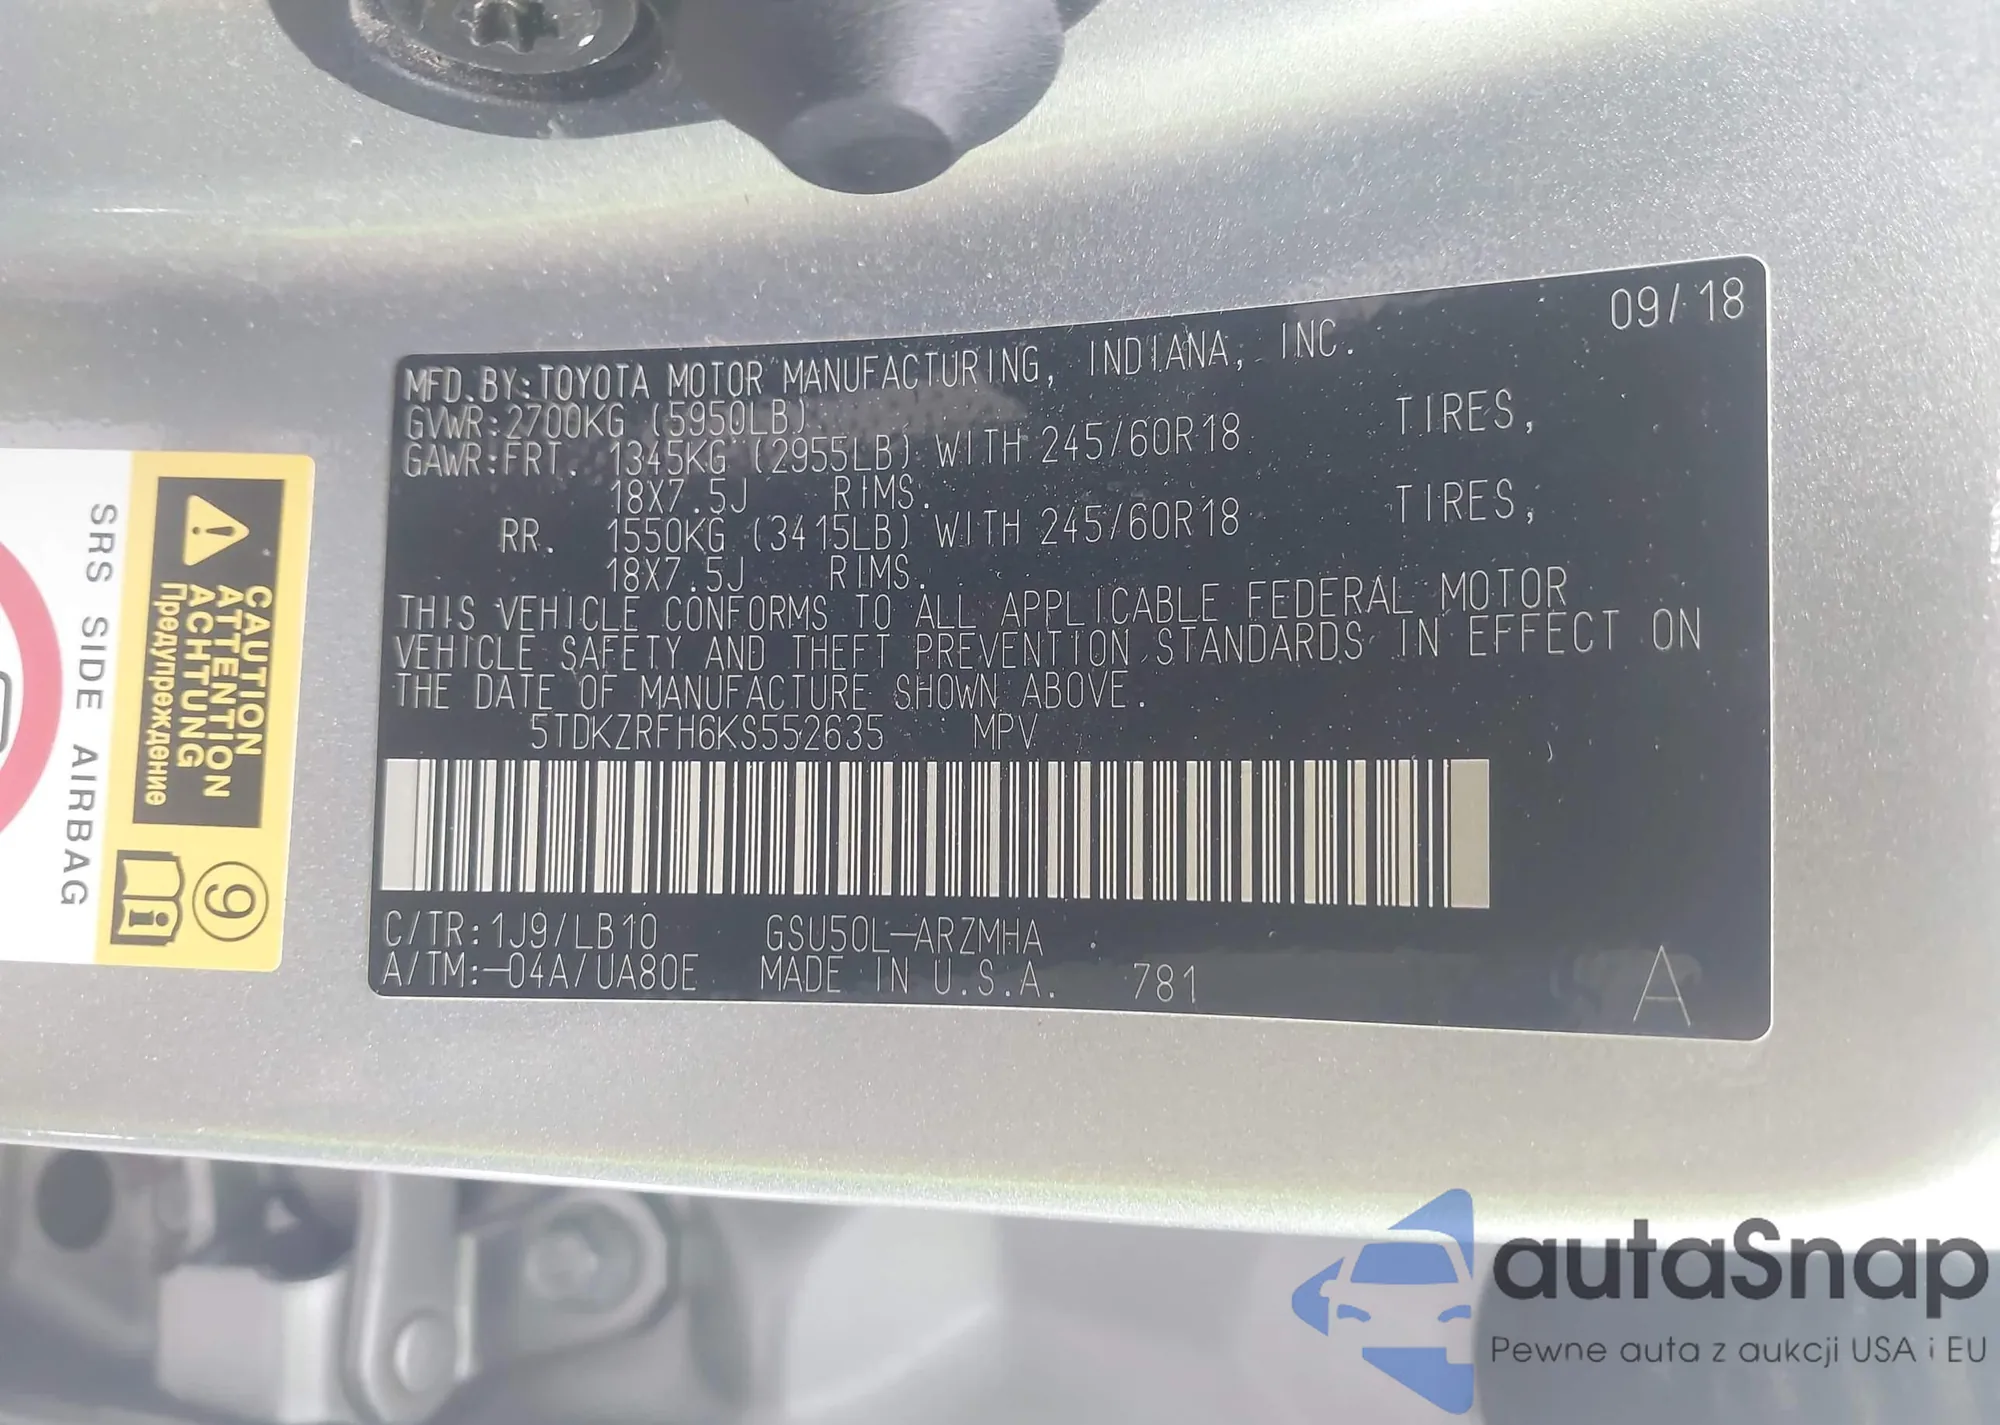 09/18
MFD.BY:TOYOTA MOTOR MANUFACTURING, INDIANA, INC.
GVWR:2700KG (5950LB)
GAWR:FRT. 1345KG (2955LB) WITH 245/60R18 TIRES,
18X7.5J RIMS.
RR. 1550KG (3415LB) WITH 245/60R18 TIRES,
18X7.5J RIMS.
THIS VEHICLE CONFORMS TO ALL APPLICABLE FEDERAL MOTOR
VEHICLE SAFETY AND THEFT PREVENTION STANDARDS IN EFFECT ON
THE DATE OF MANUFACTURE SHOWN ABOVE.
5TDKZRFH6KS552635 MPV
C/TR:1J9/LB10 GSU50L-ARZMHA
A/TM:-04A/UA80E MADE IN U.S.A. 781
A
CAUTION
ATTENTION
ACHTUNG
Предупреждение
SRS SIDE AIRBAG
9
autaSnap
Pewne auta z aukcji USA i EU